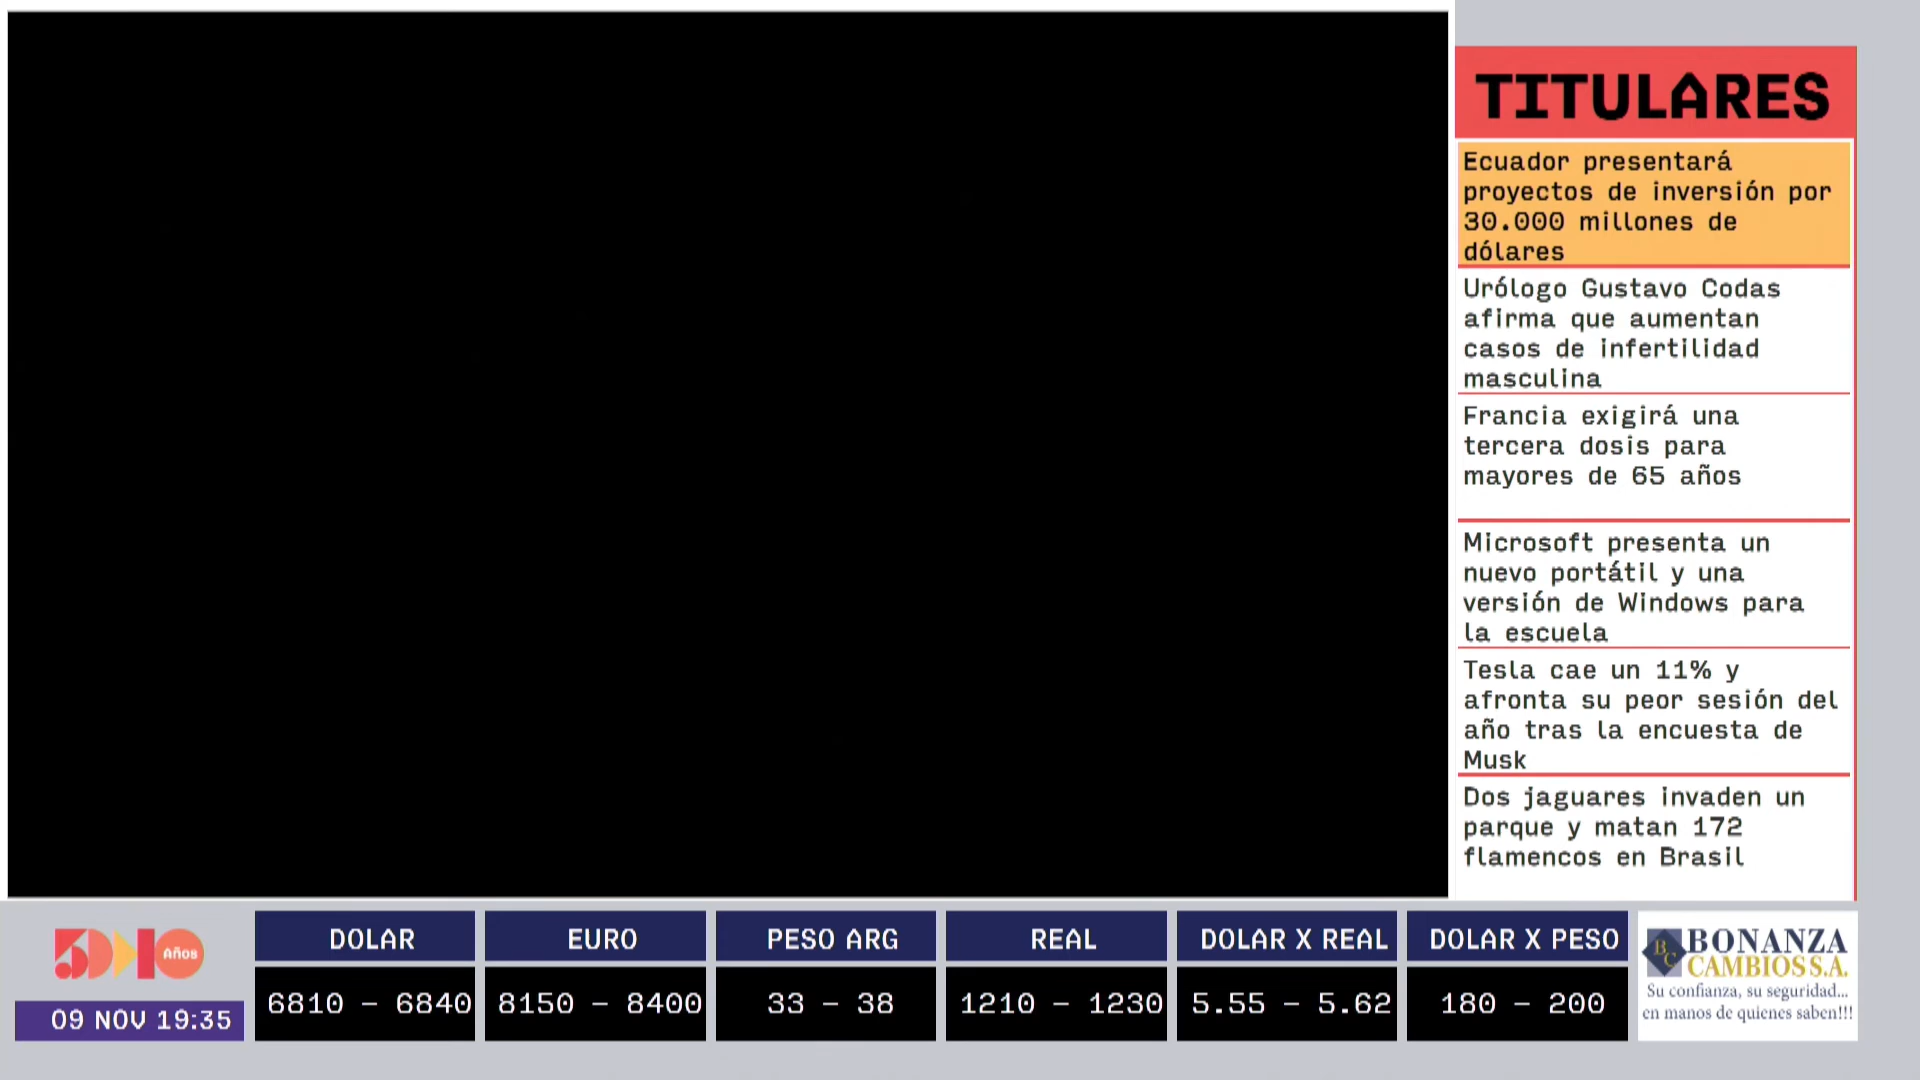 TITULARES
Ecuador presentará
proyectos de inversión por
30.000 millones de
dólares
Urólogo Gustavo Codas
afirma que aumentan
casos de infertilidad
masculina
Francia exigirá una
tercera dosis para
mayores de 65 años
Microsoft presenta un
nuevo portátil y una
versión de Windows para
la escuela
Tesla cae un 11% y
afronta su peor sesión del
año tras la encuesta de
Musk
Dos jaguares invaden un
parque y matan 172
flamencos en Brasil
Años
09 NOV 19:35
DOLAR
6810 - 6840
EURO
8150 - 8400
PESO ARG
33 - 38
REAL
1210 - 1230
DOLAR X REAL
5.55 - 5.62
DOLAR X PESO
180 - 200
BC
BONANZA
CAMBIOS S.A.
Su confianza, su seguridad...
en manos de quienes saben!!!